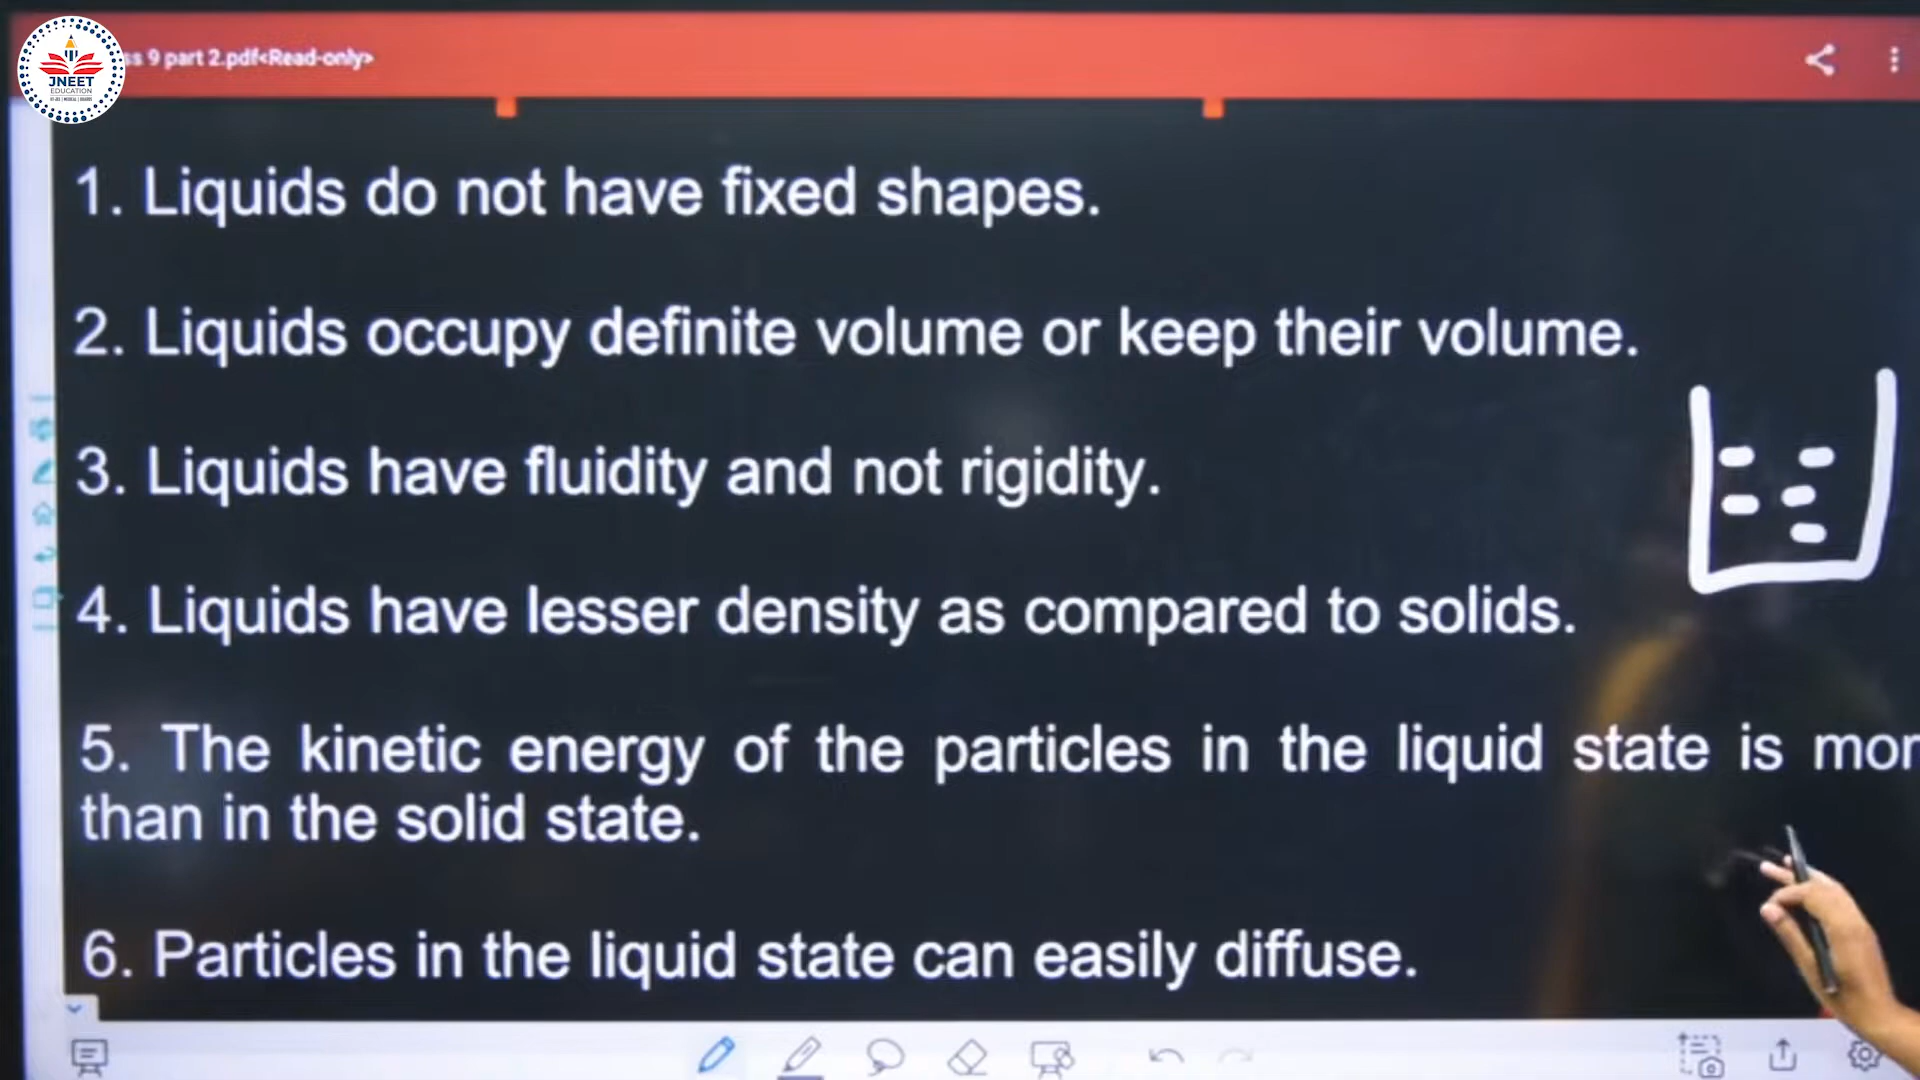 ss 9 part 2.pdf<Read-only>
JNEET
EDUCATION
1. Liquids do not have fixed shapes.
2. Liquids occupy definite volume or keep their volume.
3. Liquids have fluidity and not rigidity.
4. Liquids have lesser density as compared to solids.
5. The kinetic energy of the particles in the liquid state is mor
than in the solid state.
6. Particles in the liquid state can easily diffuse.